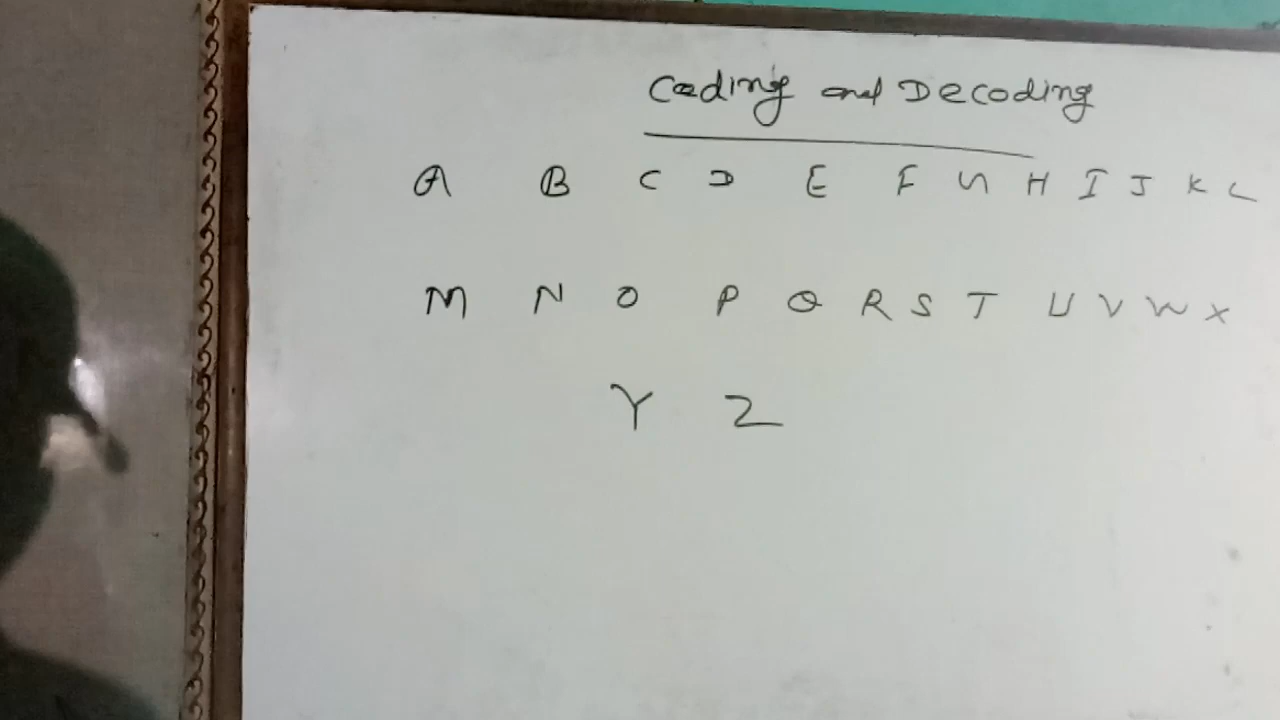 Coding and Decoding
A B C D E F G H I J K L
M N O P Q R S T U V W X
Y Z